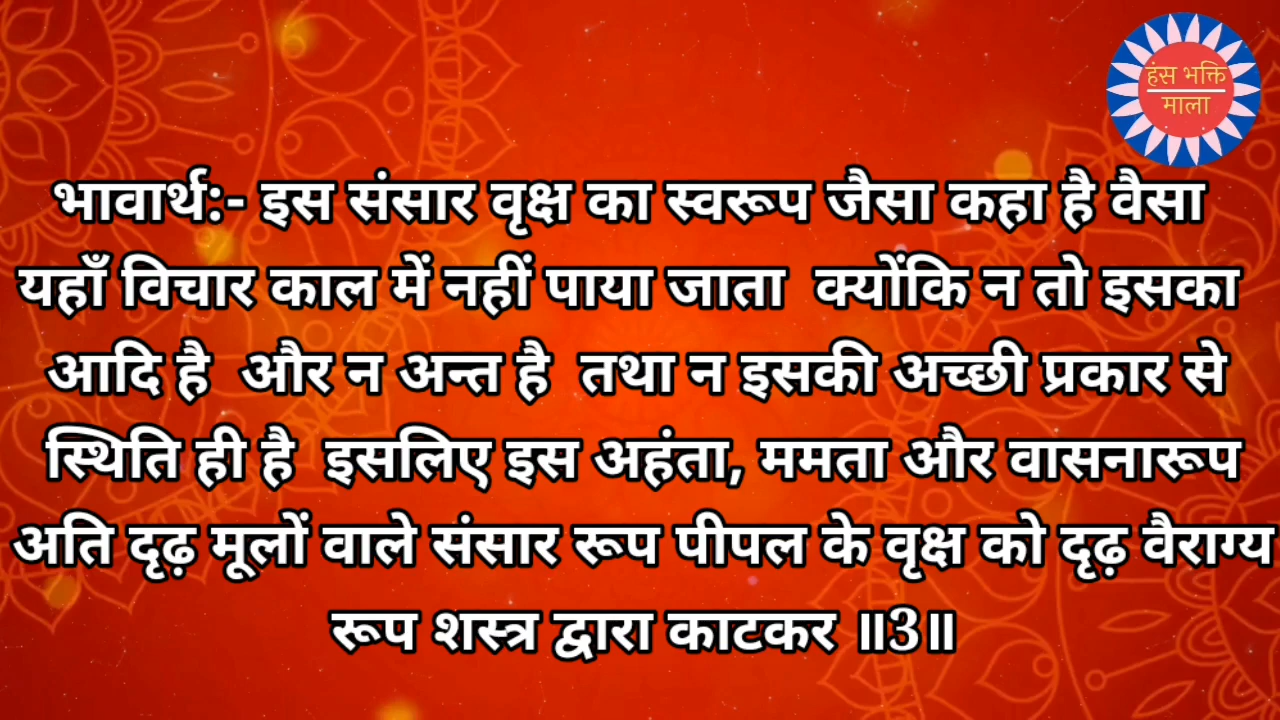 हंस भक्ति
माला
भावार्थ:- इस संसार वृक्ष का स्वरूप जैसा कहा है वैसा
यहाँ विचार काल में नहीं पाया जाता क्योंकि न तो इसका
आदि है और न अन्त है तथा न इसकी अच्छी प्रकार से
स्थिति ही है इसलिए इस अहंता, ममता और वासनारूप
अति दृढ़ मूलों वाले संसार रूप पीपल के वृक्ष को दृढ़ वैराग्य
रूप शस्त्र द्वारा काटकर ॥3॥